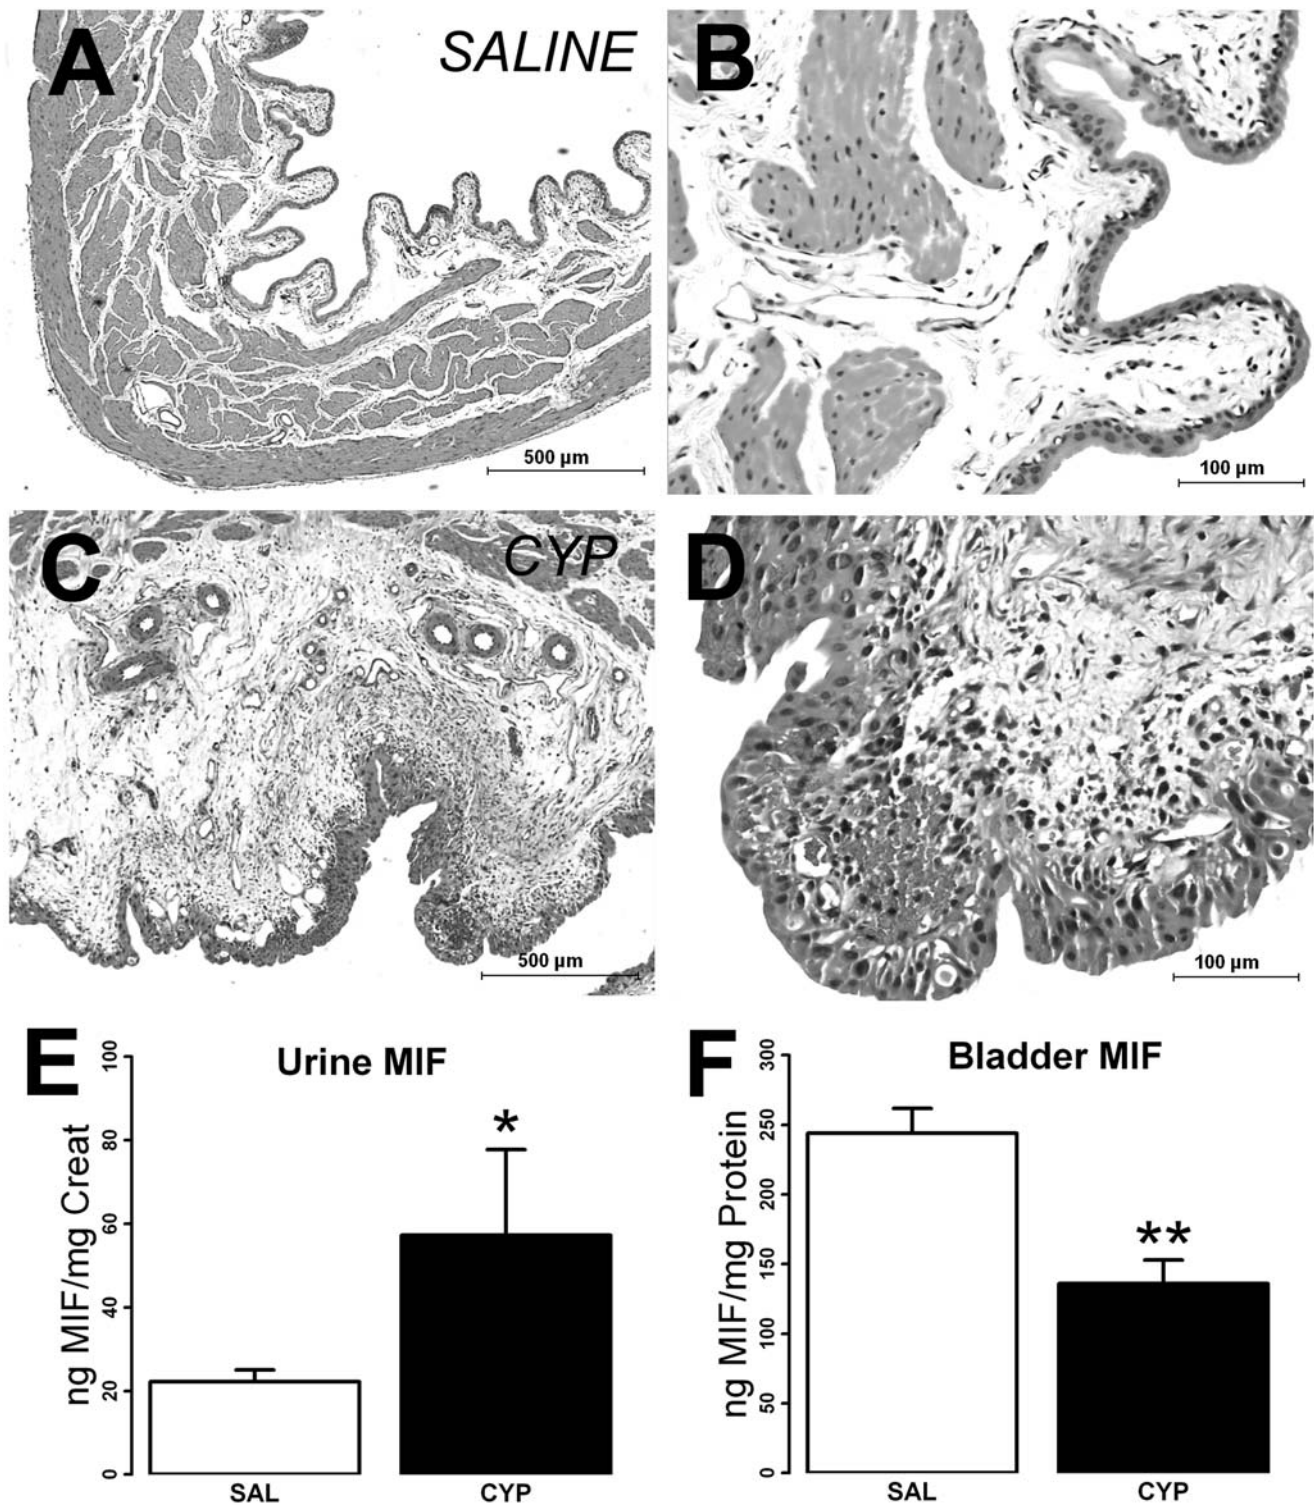 A
SALINE
B
500 µm
100 µm
C
CYP
D
500 µm
100 µm
E
Urine MIF
ng MIF/mg Creat
100
80
60
40
20
0
*
SAL
CYP
F
Bladder MIF
ng MIF/mg Protein
300
250
200
150
100
50
0
**
SAL
CYP